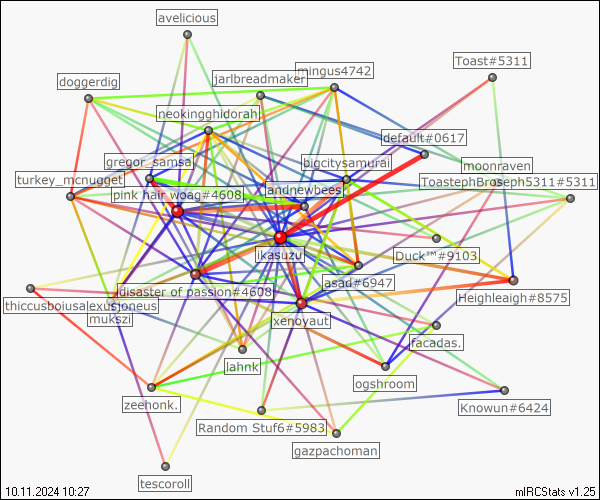 avelicious
Toast#5311
mingus4742
jarlbreadmaker
doggerdig
neokingghidorah
default#0617
gregor_samsa
bigcitysamurai
moonraven
turkey_mcnugget
ToastephBroseph5311#5311
pink hair woag#4608
andnewbees
ikasuzu
Duck™#9103
asad#6947
disaster of passion#4608
Heighleaigh#8575
thiccusboiusalexusjoneus
mukszi
xenoyaut
facadas.
lahnk
ogshroom
zeehonk.
Knowun#6424
Random Stuf6#5983
gazpachoman
tescoroll
10.11.2024 10:27
mIRCStats v1.25